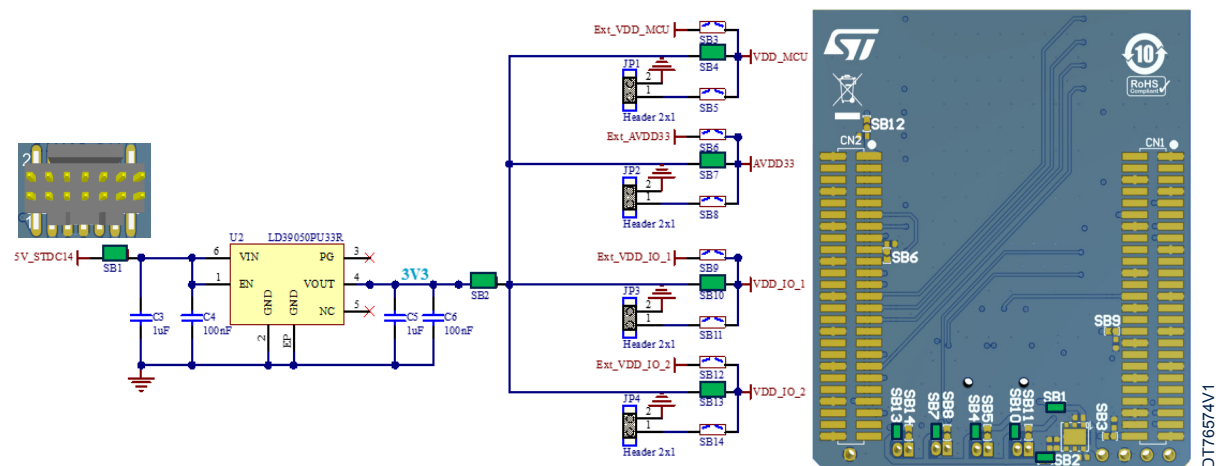 Ext_VDD_MCU
SB3
VDD_MCU
SB4
JP1
2
1
SB5
Header 2x1
Ext_AVDD33
SB6
AVDD33
SB7
JP2
2
1
SB8
Header 2x1
Ext_VDD_IO_1
SB9
VDD_IO_1
SB10
JP3
2
1
SB11
Header 2x1
Ext_VDD_IO_2
SB12
VDD_IO_2
SB13
JP4
2
1
SB14
Header 2x1
2
1
5V_STDC14
SB1
U2
LD39050PU33R
6
VIN
PG
3
1
EN
VOUT
4
GND
GND
NC
5
2
EP
C3
1uF
C4
100nF
3V3
C5
1uF
C6
100nF
SB2
ST
10
RoHS
Compliant
SB12
CN2
CN1
SB6
SB9
SB13
SB14
SB7
SB8
SB4
SB5
SB10
SB11
SB1
SB3
SB2
DT76574V1